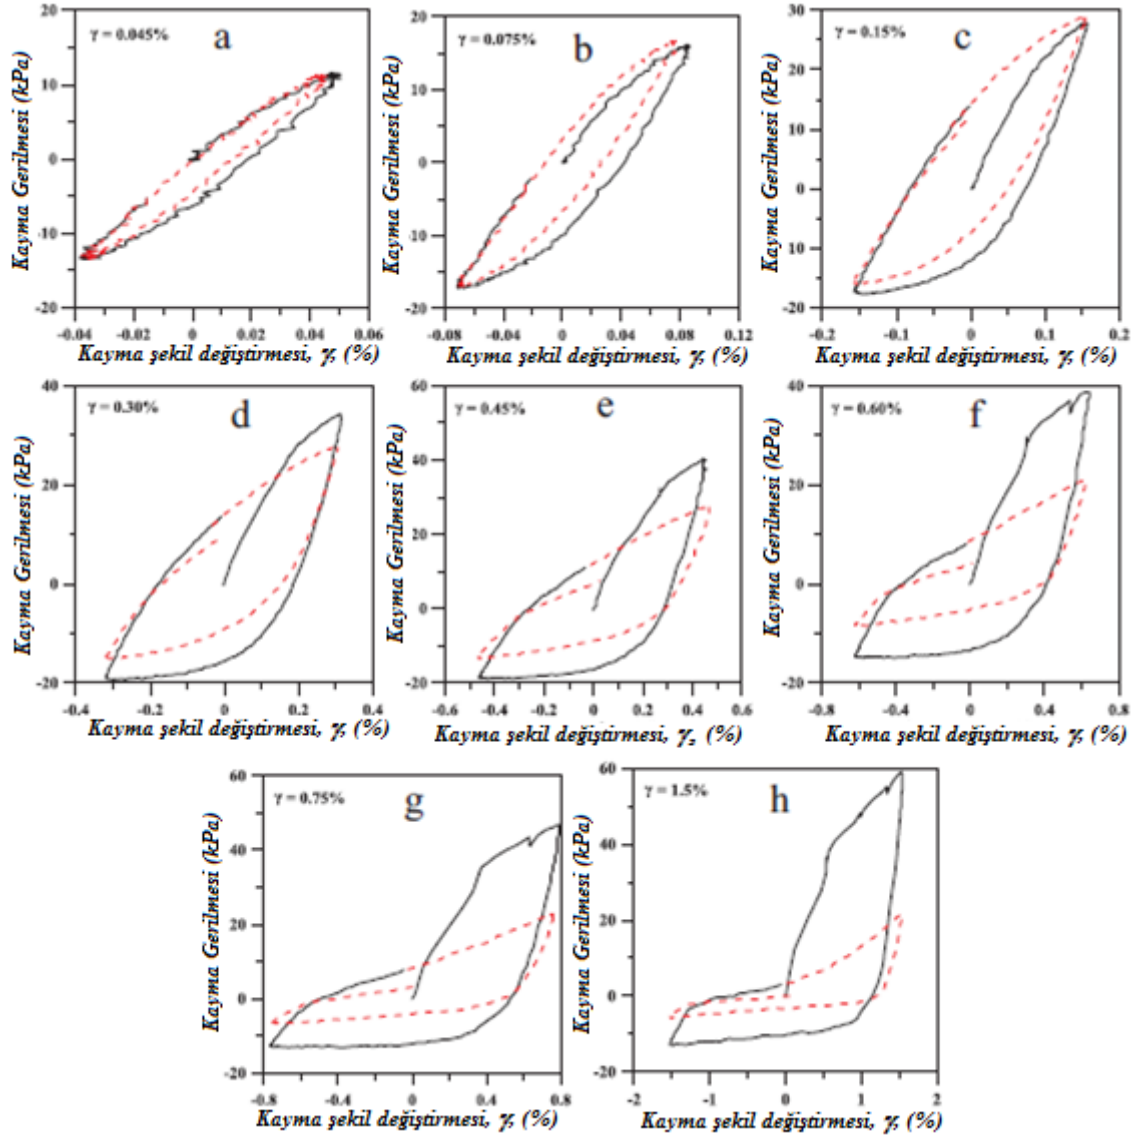 γ = 0.045%
a
Kayma Gerilmesi (kPa)
20
10
0
-10
-20
-0.04 -0.02 0 0.02 0.04 0.06
Kayma şekil değiştirmesi, γ, (%)
γ = 0.075%
b
Kayma Gerilmesi (kPa)
20
10
0
-10
-20
-0.08 -0.04 0 0.04 0.08 0.12
Kayma şekil değiştirmesi, γ, (%)
γ = 0.15%
c
Kayma Gerilmesi (kPa)
30
20
10
0
10
-20
-0.2 -0.1 0 0.1 0.2
Kayma şekil değiştirmesi, γ, (%)
γ = 0.30%
d
Kayma Gerilmesi (kPa)
40
20
0
-20
-0.4 -0.2 0 0.2 0.4
Kayma şekil değiştirmesi, γ, (%)
γ = 0.45%
e
Kayma Gerilmesi (kPa)
60
40
20
0
-20
-0.6 -0.4 -0.2 0 0.2 0.4 0.6
Kayma şekil değiştirmesi, γ, (%)
γ = 0.60%
f
Kayma Gerilmesi (kPa)
40
20
0
-20
-0.8 -0.4 0 0.4 0.8
Kayma şekil değiştirmesi, γ, (%)
γ = 0.75%
g
Kayma Gerilmesi (kPa)
60
40
20
0
-20
-0.8 -0.4 0 0.4 0.8
Kayma şekil değiştirmesi, γ, (%)
γ = 1.5%
h
Kayma Gerilmesi (kPa)
60
40
20
0
-20
-2 -1 0 1 2
Kayma şekil değiştirmesi, γ, (%)